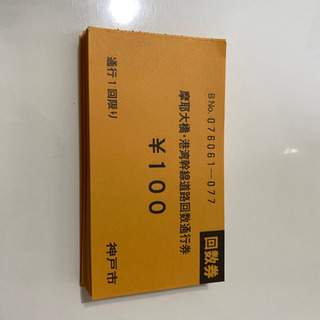 回数券
B No. 076061—077
摩耶大橋・港湾幹線道路回数通行券
￥100
通行1回限り
神戸市